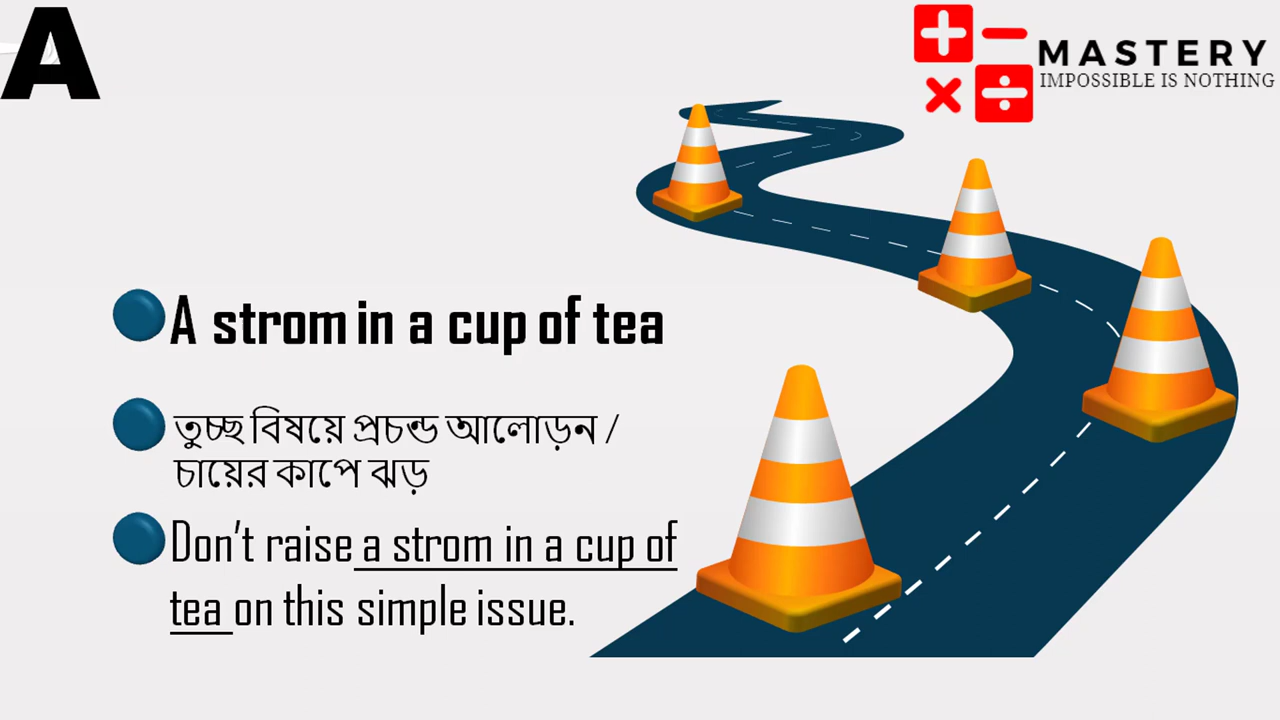 A
MASTERY
IMPOSSIBLE IS NOTHING
A strom in a cup of tea
তুচ্ছ বিষয়ে প্রচন্ড আলোড়ন /
চায়ের কাপে ঝড়
Don't raise a strom in a cup of
tea on this simple issue.